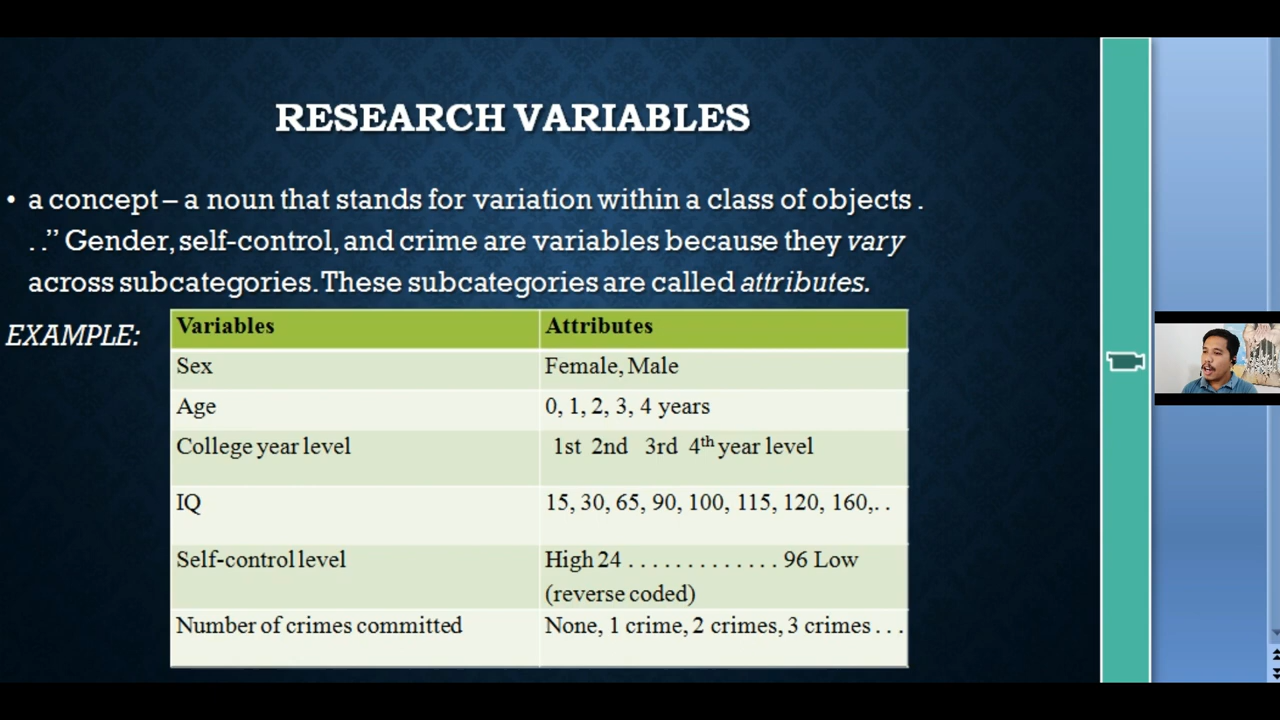 RESEARCH VARIABLES
• a concept – a noun that stands for variation within a class of objects .
. .” Gender, self-control, and crime are variables because they vary
across subcategories. These subcategories are called attributes.
EXAMPLE:
Variables Attributes
Sex Female, Male
Age 0, 1, 2, 3, 4 years
College year level 1st 2nd 3rd 4th year level
IQ 15, 30, 65, 90, 100, 115, 120, 160,. .
Self-control level High 24 . . . . . . . . . . . . . 96 Low
(reverse coded)
Number of crimes committed None, 1 crime, 2 crimes, 3 crimes . . .